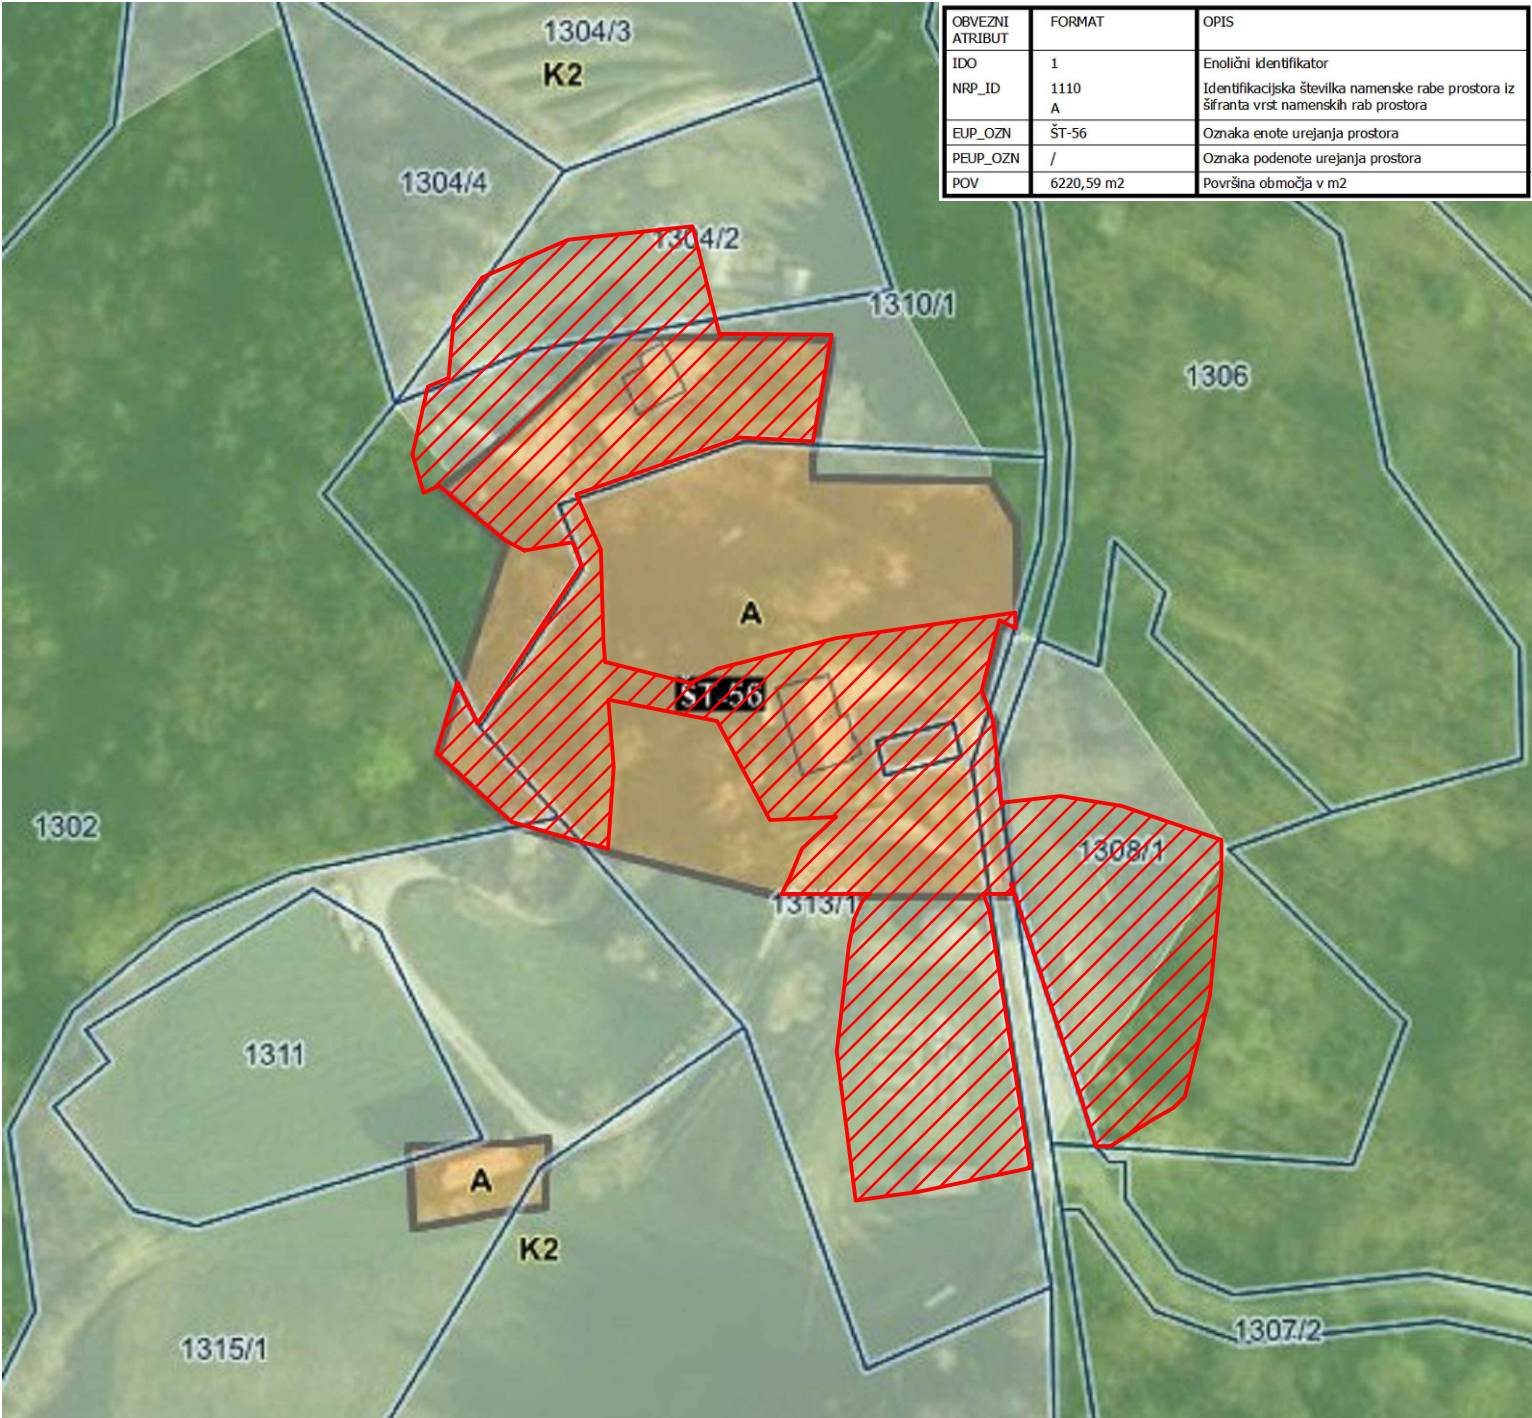 OBVEZNI ATRIBUT FORMAT OPIS
IDO 1 Enolični identifikator
NRP_ID 1110 A Identifikacijska številka namenske rabe prostora iz
šifranta vrst namenskih rab prostora
EUP_OZN ŠT-56 Oznaka enote urejanja prostora
PEUP_OZN / Oznaka podenote urejanja prostora
POV 6220,59 m2 Površina območja v m2
1304/3
K2
1304/4
1304/2
1310/1
1306
A
ŠT-56
1302
1308/1
1313/1
1311
A
K2
1315/1
1307/2